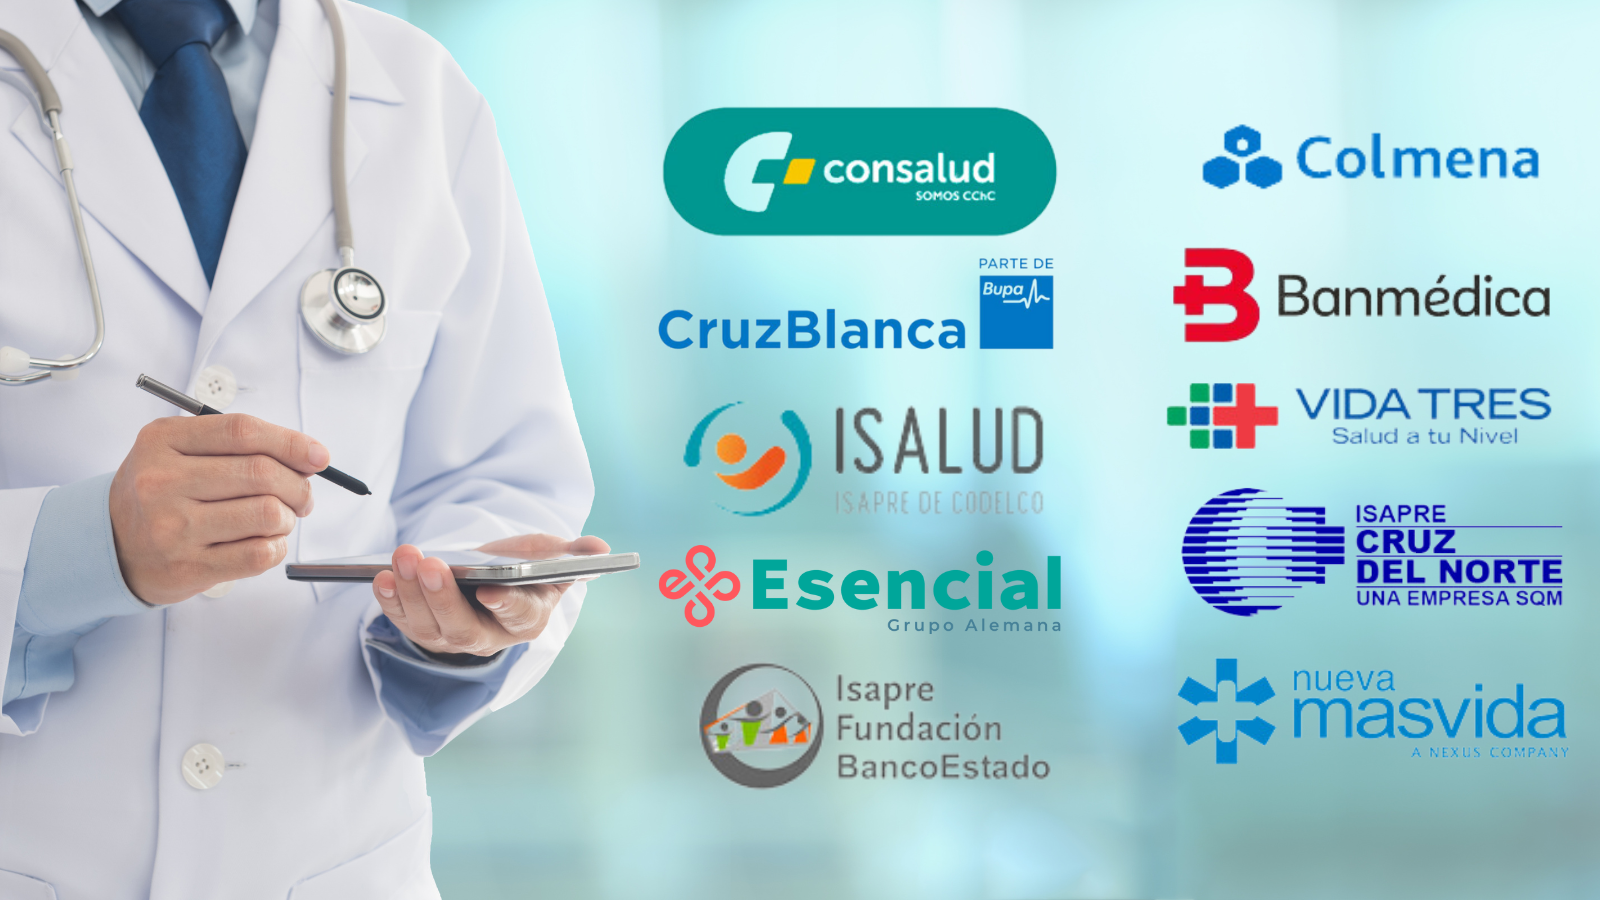 consalud
SOMOS CChC
PARTE DE
Bupa
CruzBlanca
ISALUD
ISAPRE DE CODELCO
Esencial
Grupo Alemana
Isapre
Fundación
BancoEstado
Colmena
Banmédica
VIDA TRES
Salud a tu Nivel
ISAPRE
CRUZ
DEL NORTE
UNA EMPRESA SQM
nueva
masvida
A NEXUS COMPANY